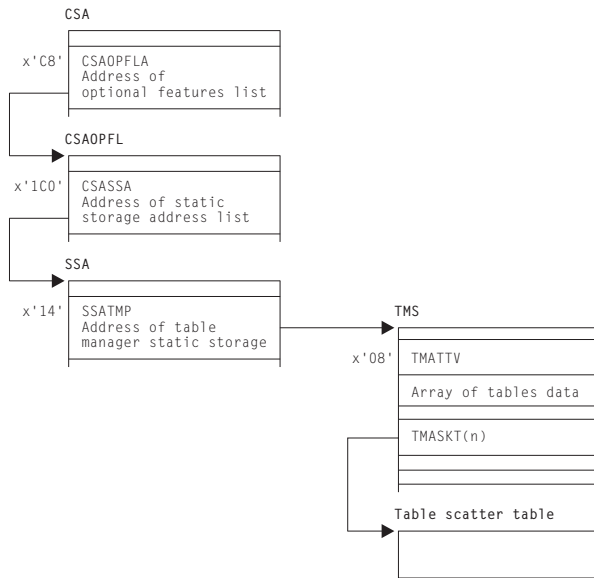 CSA
x'C8' CSAOPFLA
Address of
optional features list
CSAOPFL
x'1C0' CSASSA
Address of static
storage address list
SSA
x'14' SSATMP
Address of table
manager static storage
TMS
x'08' TMATTV
Array of tables data
TMASKT(n)
Table scatter table